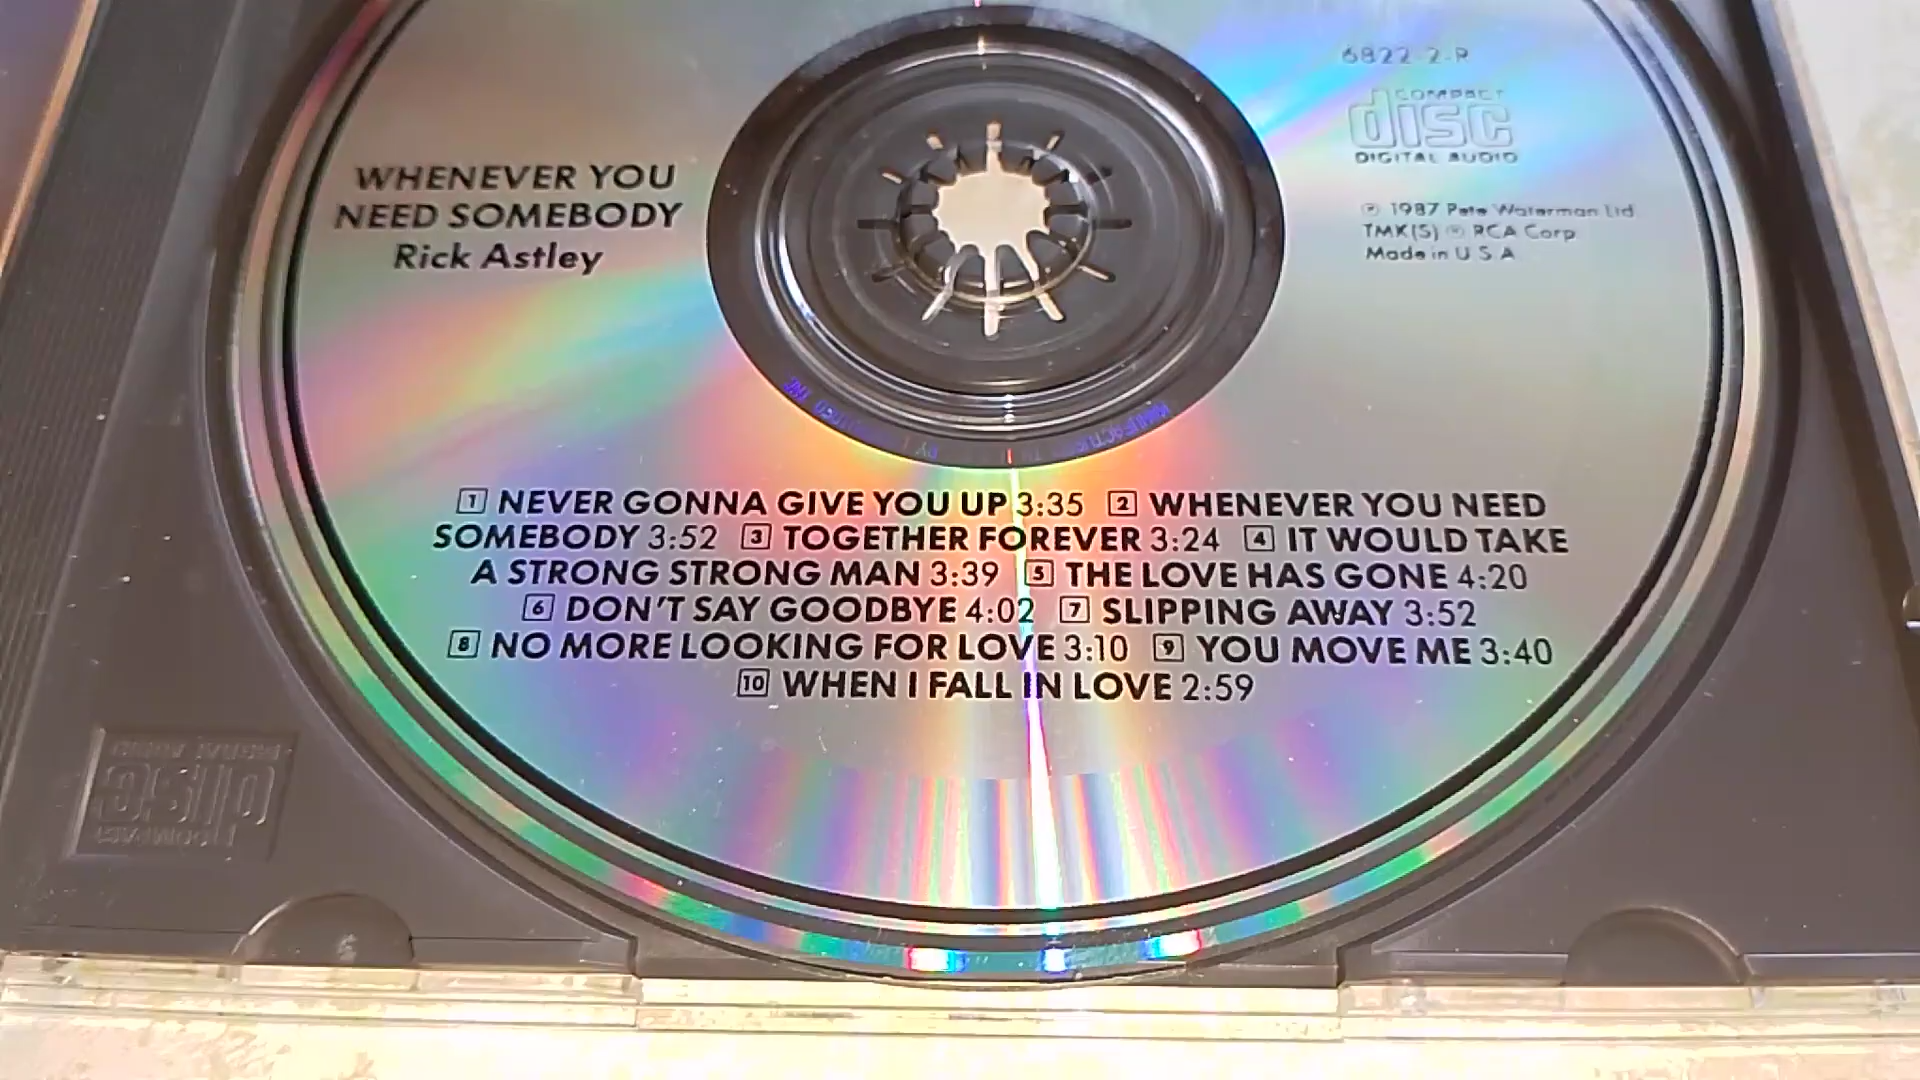 6822-2-R
COMPACT
disc
DIGITAL AUDIO
WHENEVER YOU
NEED SOMEBODY
Rick Astley
℗ 1987 Pete Waterman Ltd
TMK(S) ® RCA Corp
Made in U S A
1 NEVER GONNA GIVE YOU UP 3:35 2 WHENEVER YOU NEED
SOMEBODY 3:52 3 TOGETHER FOREVER 3:24 4 IT WOULD TAKE
A STRONG STRONG MAN 3:39 5 THE LOVE HAS GONE 4:20
6 DON'T SAY GOODBYE 4:02 7 SLIPPING AWAY 3:52
8 NO MORE LOOKING FOR LOVE 3:10 9 YOU MOVE ME 3:40
10 WHEN I FALL IN LOVE 2:59
COMPACT
disc
DIGITAL AUDIO